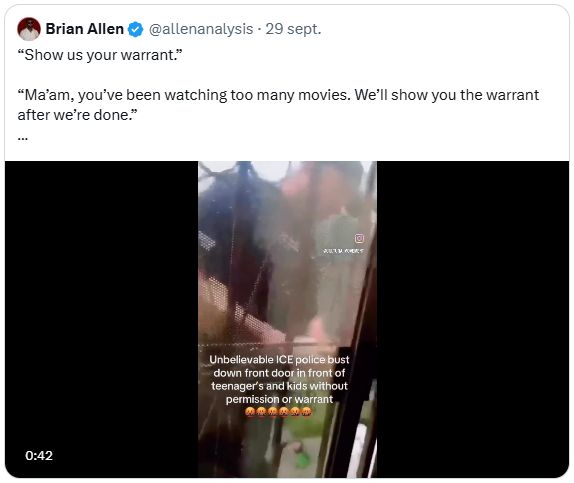 Brian Allen @allenanalysis · 29 sept.
“Show us your warrant.”
“Ma’am, you’ve been watching too many movies. We’ll show you the warrant
after we’re done.”
...
Unbelievable ICE police bust
down front door in front of
teenager's and kids without
permission or warrant
🤬🤬🤬🤬🤬🤬
0:42